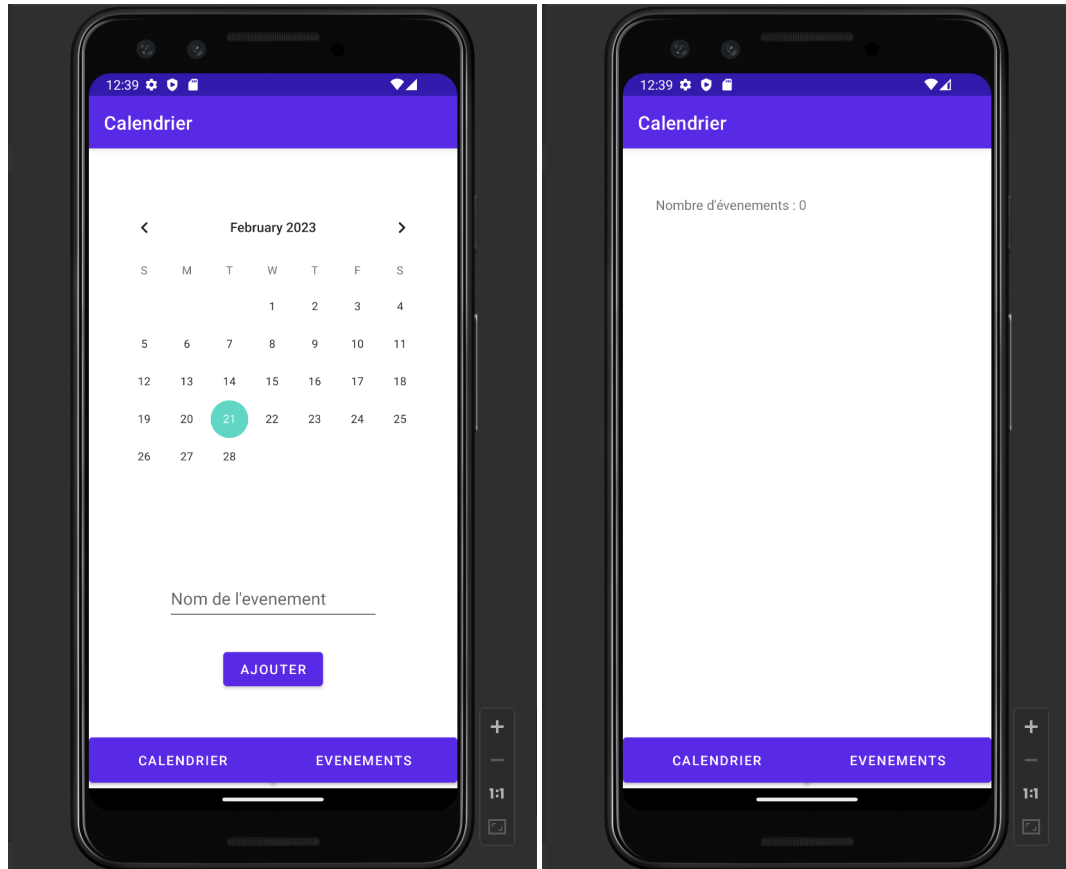 12:39
Calendrier
February 2023
S M T W T F S
1 2 3 4
5 6 7 8 9 10 11
12 13 14 15 16 17 18
19 20 21 22 23 24 25
26 27 28
Nom de l'evenement
AJOUTER
CALENDRIER EVENEMENTS
1:1
12:39
Calendrier
Nombre d'évenements : 0
CALENDRIER EVENEMENTS
1:1